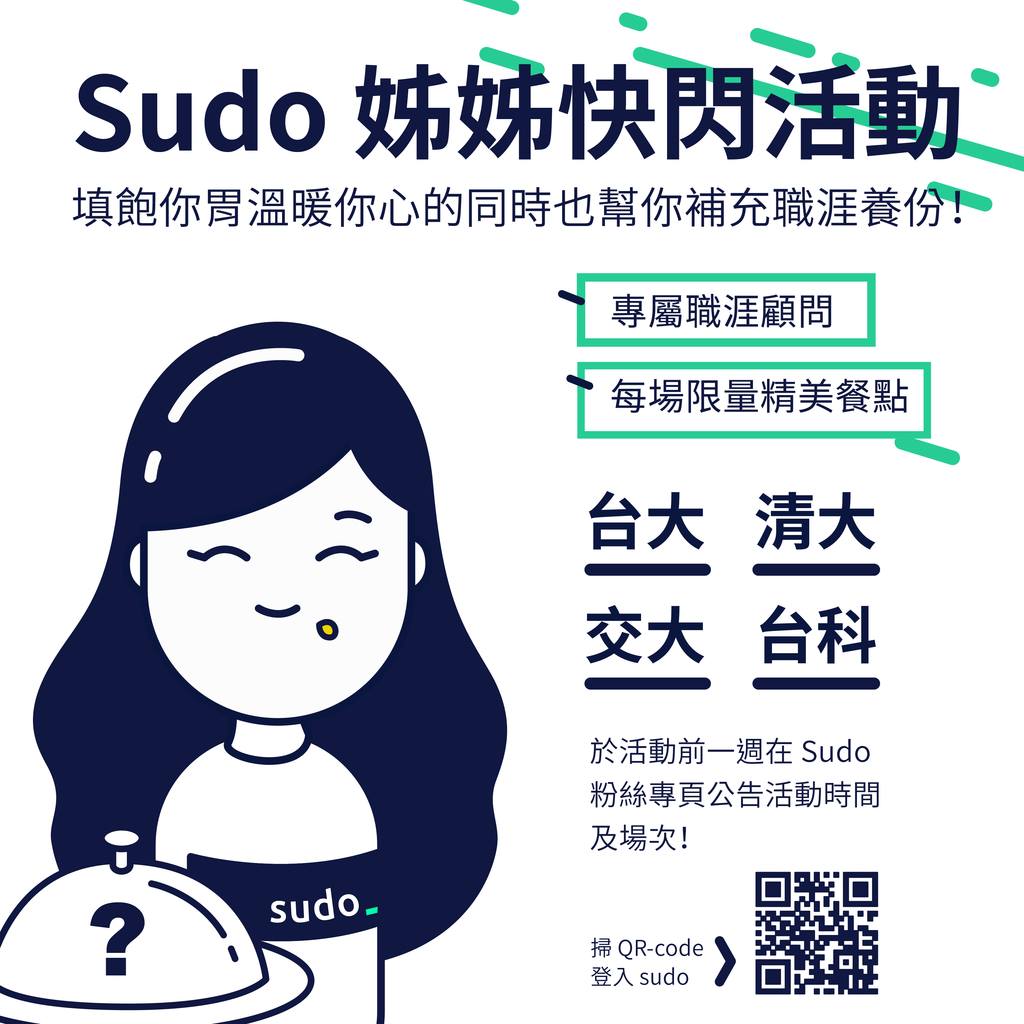 Sudo 姊姊快閃活動
填飽你胃溫暖你心的同時也幫你補充職涯養份！
專屬職涯顧問
每場限量精美餐點
台大 清大
交大 台科
於活動前一週在 Sudo
粉絲專頁公告活動時間
及場次！
sudo
?
掃 QR-code
登入 sudo